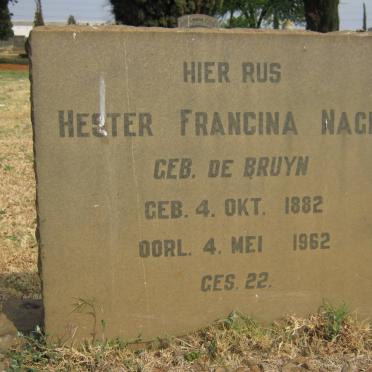 HIER RUS
HESTER FRANCINA
GEB. DE BRUYN
GEB. 4. OKT. 1882
OORL. 4. MEI 1962
GES. 22.